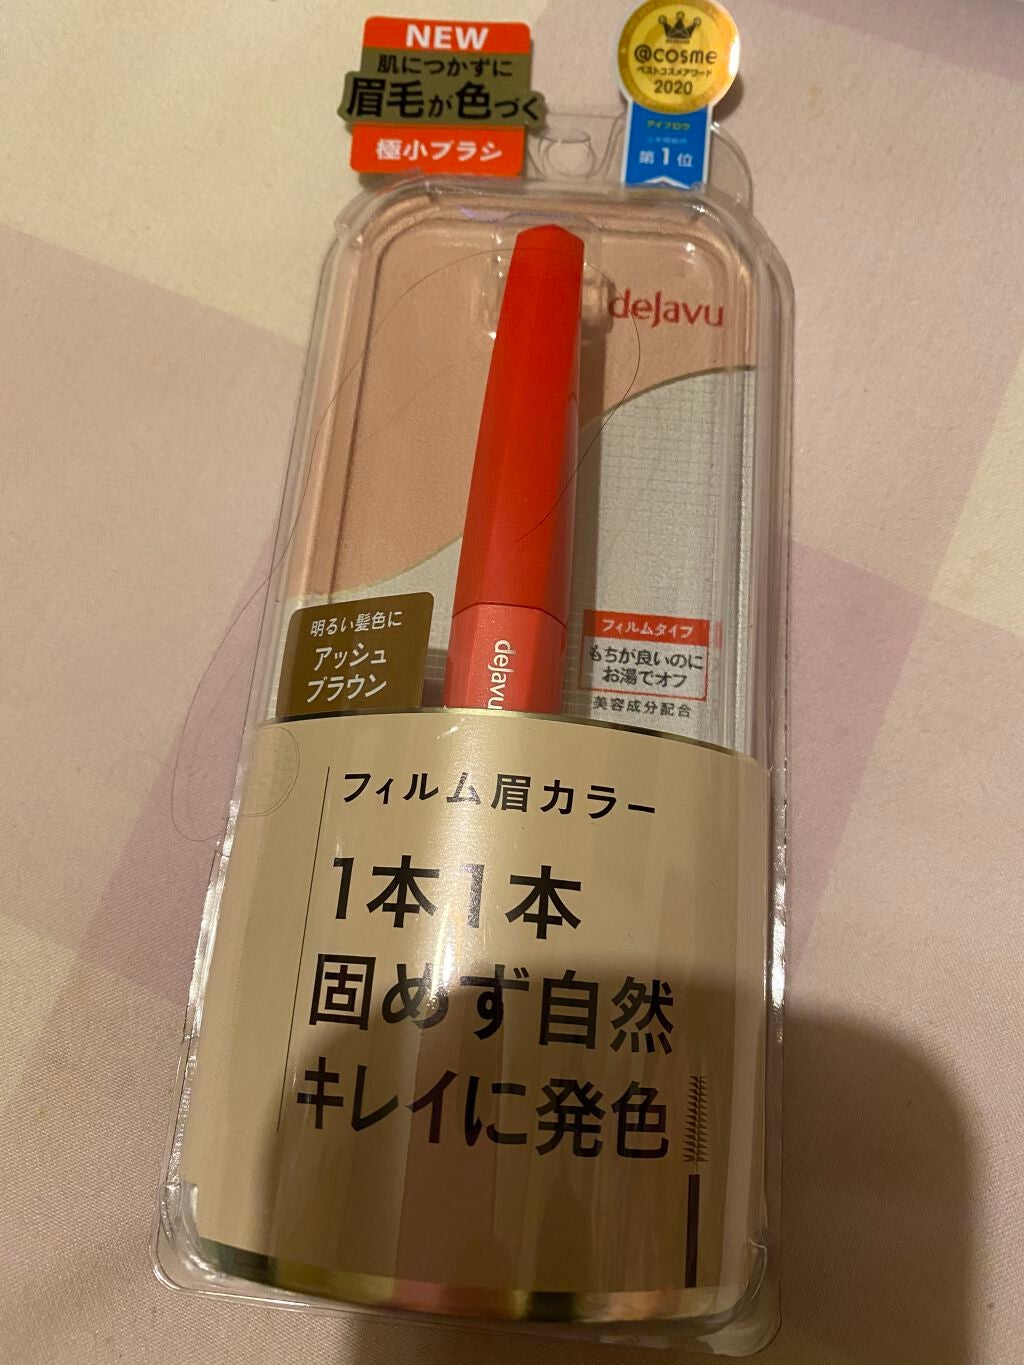 NEW
肌につかずに
眉毛が色づく
極小ブラシ
@cosme
ベストコスメアワード
2020
アイブロウ
第1位
dejavu
明るい髪色に
アッシュ
ブラウン
dejavu
フィルムタイプ
もちが良いのに
お湯でオフ
美容成分配合
フィルム眉カラー
1本1本
固めず自然
キレイに発色